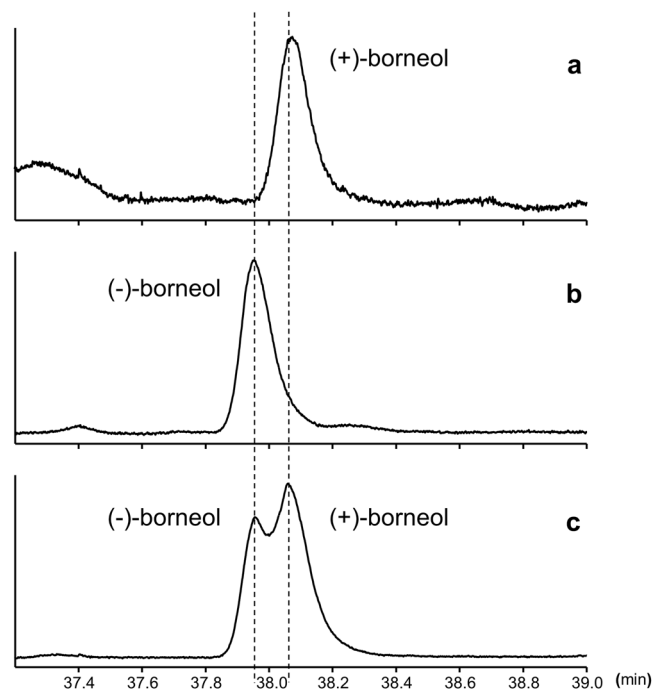 (+)-borneol a
(-)-borneol b
(-)-borneol (+)-borneol c
37.4 37.6 37.8 38.0 38.2 38.4 38.6 38.8 39.0 (min)